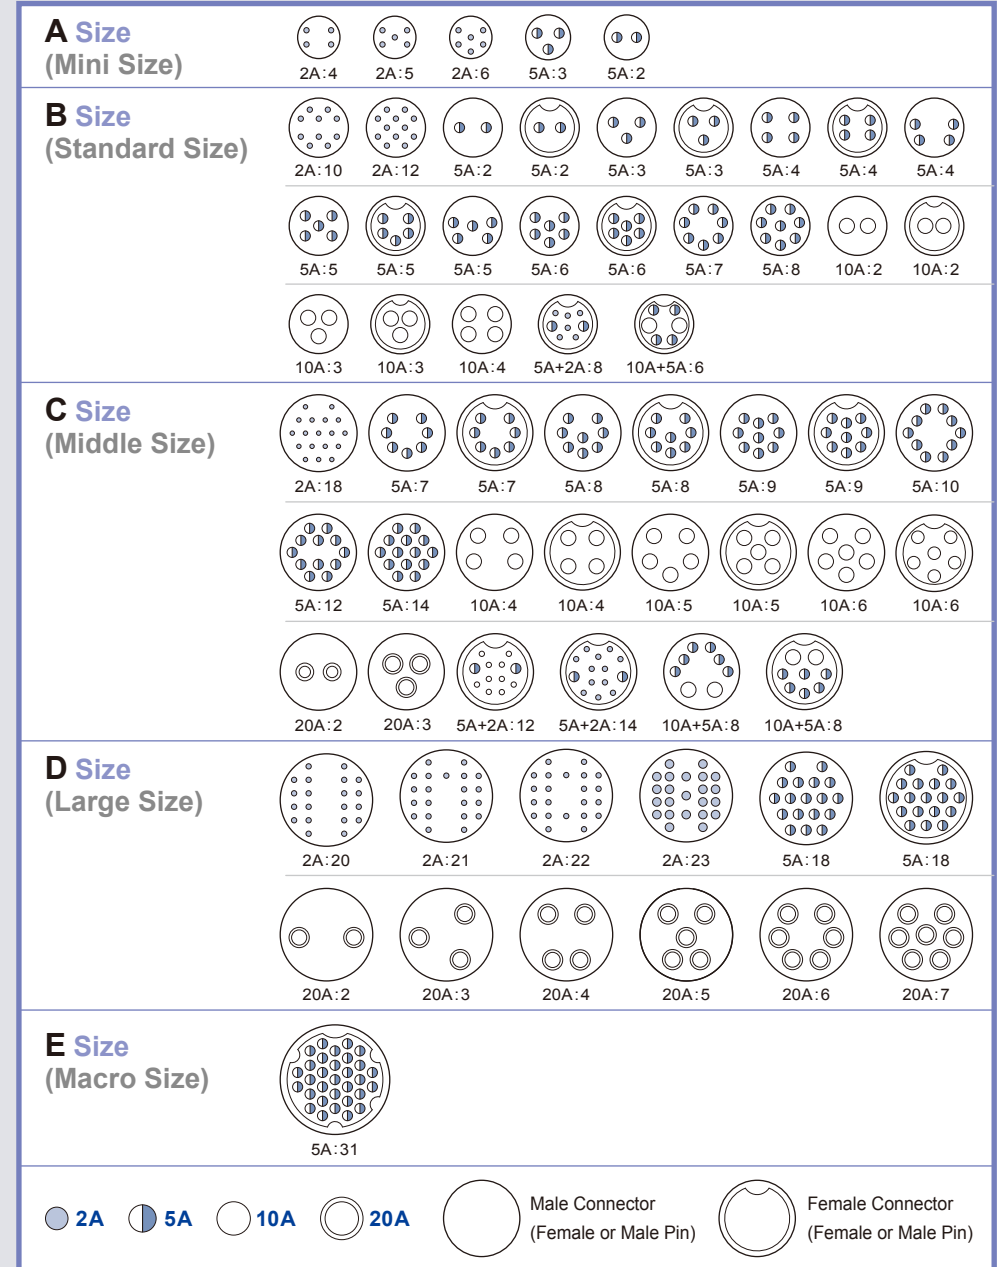 A Size
(Mini Size)
2A:4 2A:5 2A:6 5A:3 5A:2
B Size
(Standard Size)
2A:10 2A:12 5A:2 5A:2 5A:3 5A:3 5A:4 5A:4 5A:4
5A:5 5A:5 5A:5 5A:6 5A:6 5A:7 5A:8 10A:2 10A:2
10A:3 10A:3 10A:4 5A+2A:8 10A+5A:6
C Size
(Middle Size)
2A:18 5A:7 5A:7 5A:8 5A:8 5A:9 5A:9 5A:10
5A:12 5A:14 10A:4 10A:4 10A:5 10A:5 10A:6 10A:6
20A:2 20A:3 5A+2A:12 5A+2A:14 10A+5A:8 10A+5A:8
D Size
(Large Size)
2A:20 2A:21 2A:22 2A:23 5A:18 5A:18
20A:2 20A:3 20A:4 20A:5 20A:6 20A:7
E Size
(Macro Size)
5A:31
2A 5A 10A 20A
Male Connector
(Female or Male Pin)
Female Connector
(Female or Male Pin)